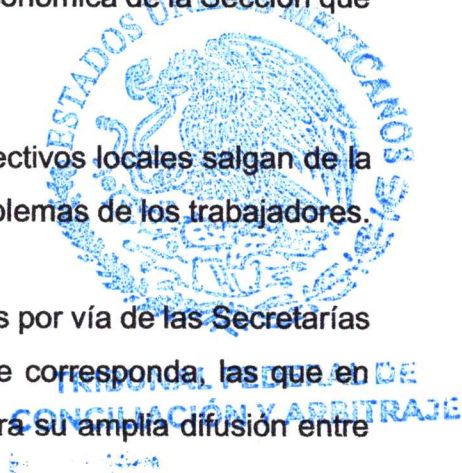 onómica de la Sección que
ESTADOS UNIDOS MEXICANOS
ectivos locales salgan de la
blemas de los trabajadores.
s por vía de las Secretarías
e corresponda, las que en
TRIBUNAL FEDERAL DE
CONCILIACIÓN Y ARBITRAJE
ra su amplia difusión entre